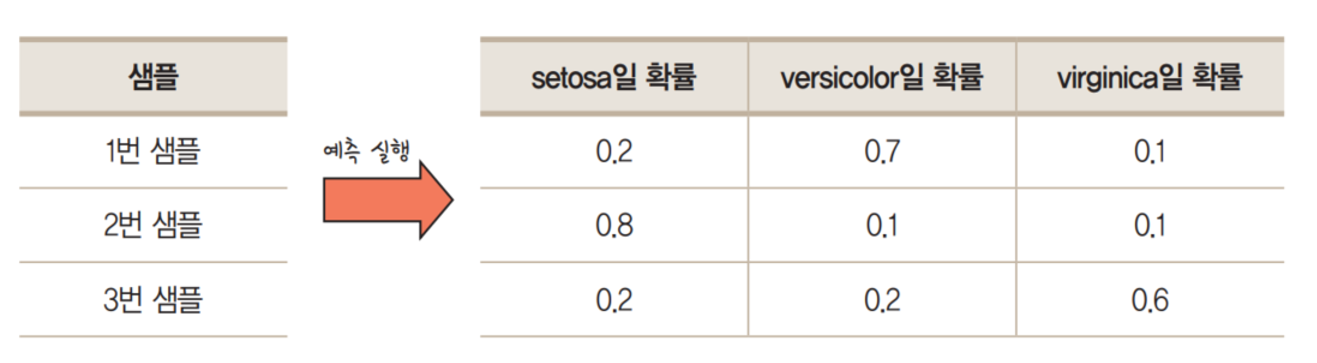 샘플
setosa일 확률 versicolor일 확률 virginica일 확률
1번 샘플 예측 실행 0.2 0.7 0.1
2번 샘플 0.8 0.1 0.1
3번 샘플 0.2 0.2 0.6